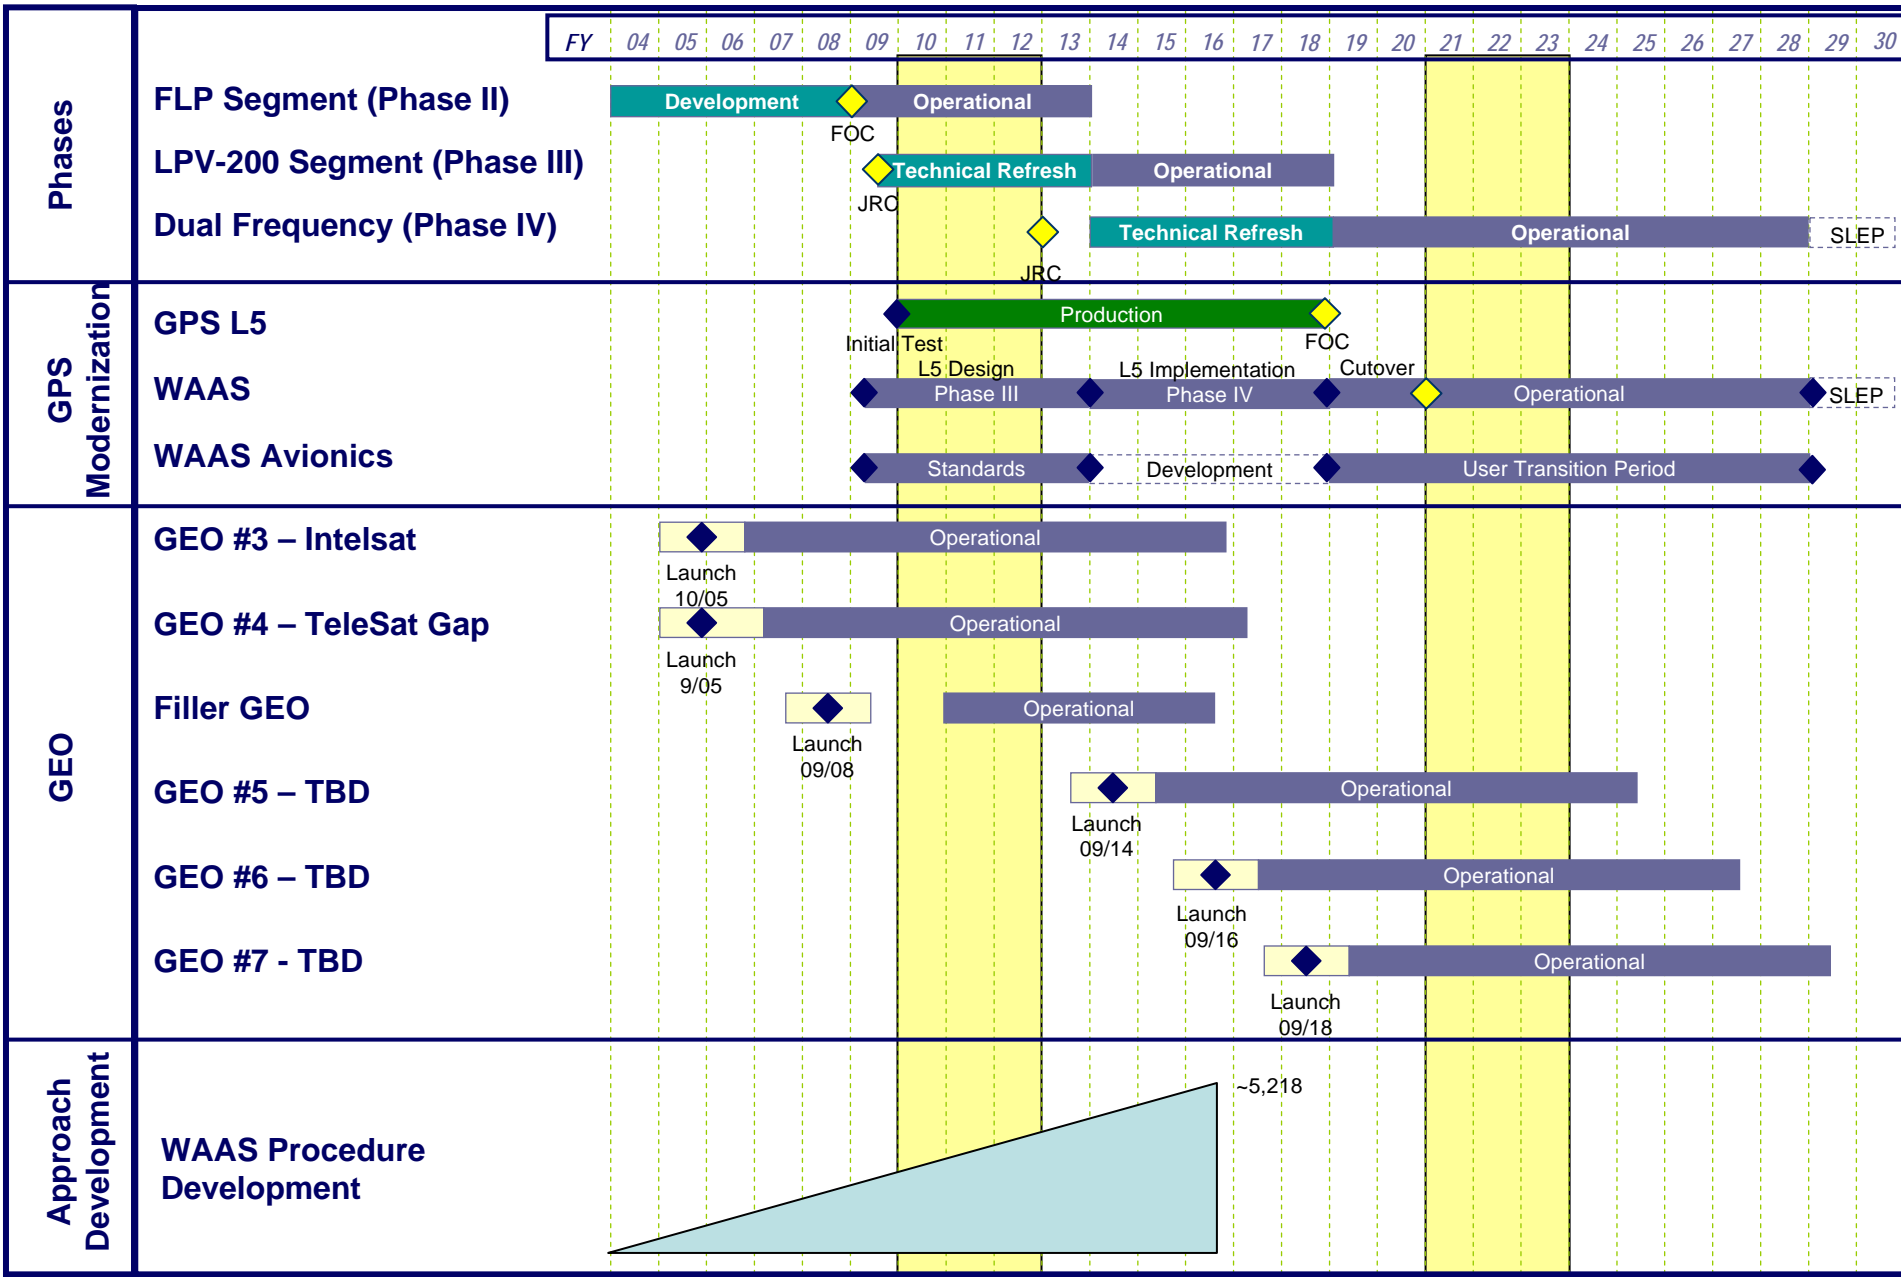 FY 04 05 06 07 08 09 10 11 12 13 14 15 16 17 18 19 20 21 22 23 24 25 26 27 28 29 30
Phases
FLP Segment (Phase II)
Development
Operational
FOC
LPV-200 Segment (Phase III)
Technical Refresh
Operational
JRC
Dual Frequency (Phase IV)
Technical Refresh
Operational
SLEP
JRC
GPS
Modernization
GPS L5
Production
Initial Test
FOC
L5 Design
L5 Implementation
Cutover
WAAS
Phase III
Phase IV
Operational
SLEP
WAAS Avionics
Standards
Development
User Transition Period
GEO
GEO #3 – Intelsat
Operational
Launch
10/05
GEO #4 – TeleSat Gap
Operational
Launch
9/05
Filler GEO
Operational
Launch
09/08
GEO #5 – TBD
Operational
Launch
09/14
GEO #6 – TBD
Operational
Launch
09/16
GEO #7 - TBD
Operational
Launch
09/18
Approach
Development
WAAS Procedure
Development
~5,218